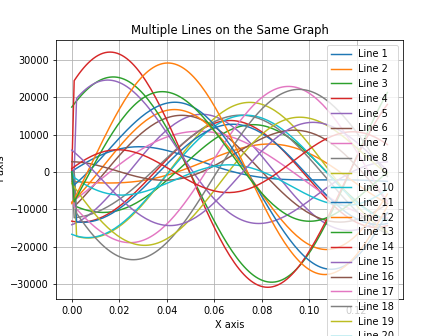 Multiple Lines on the Same Graph
30000
20000
10000
0
−10000
−20000
−30000
0.00
0.02
0.04
0.06
0.08
0.10
X axis
axis
Line 1
Line 2
Line 3
Line 4
Line 5
Line 6
Line 7
Line 8
Line 9
Line 10
Line 11
Line 12
Line 13
Line 14
Line 15
Line 16
Line 17
Line 18
Line 19
Line 20